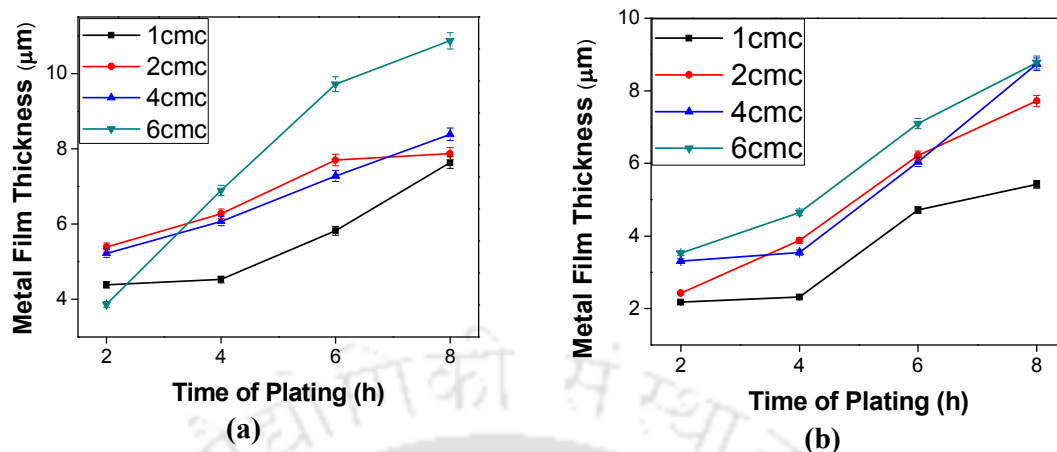 Metal Film Thickness (μm)
1cmc
2cmc
4cmc
6cmc
10
8
6
4
2 4 6 8
Time of Plating (h)
(a)
Metal Film Thickness (μm)
1cmc
2cmc
4cmc
6cmc
10
8
6
4
2
2 4 6 8
Time of Plating (h)
(b)